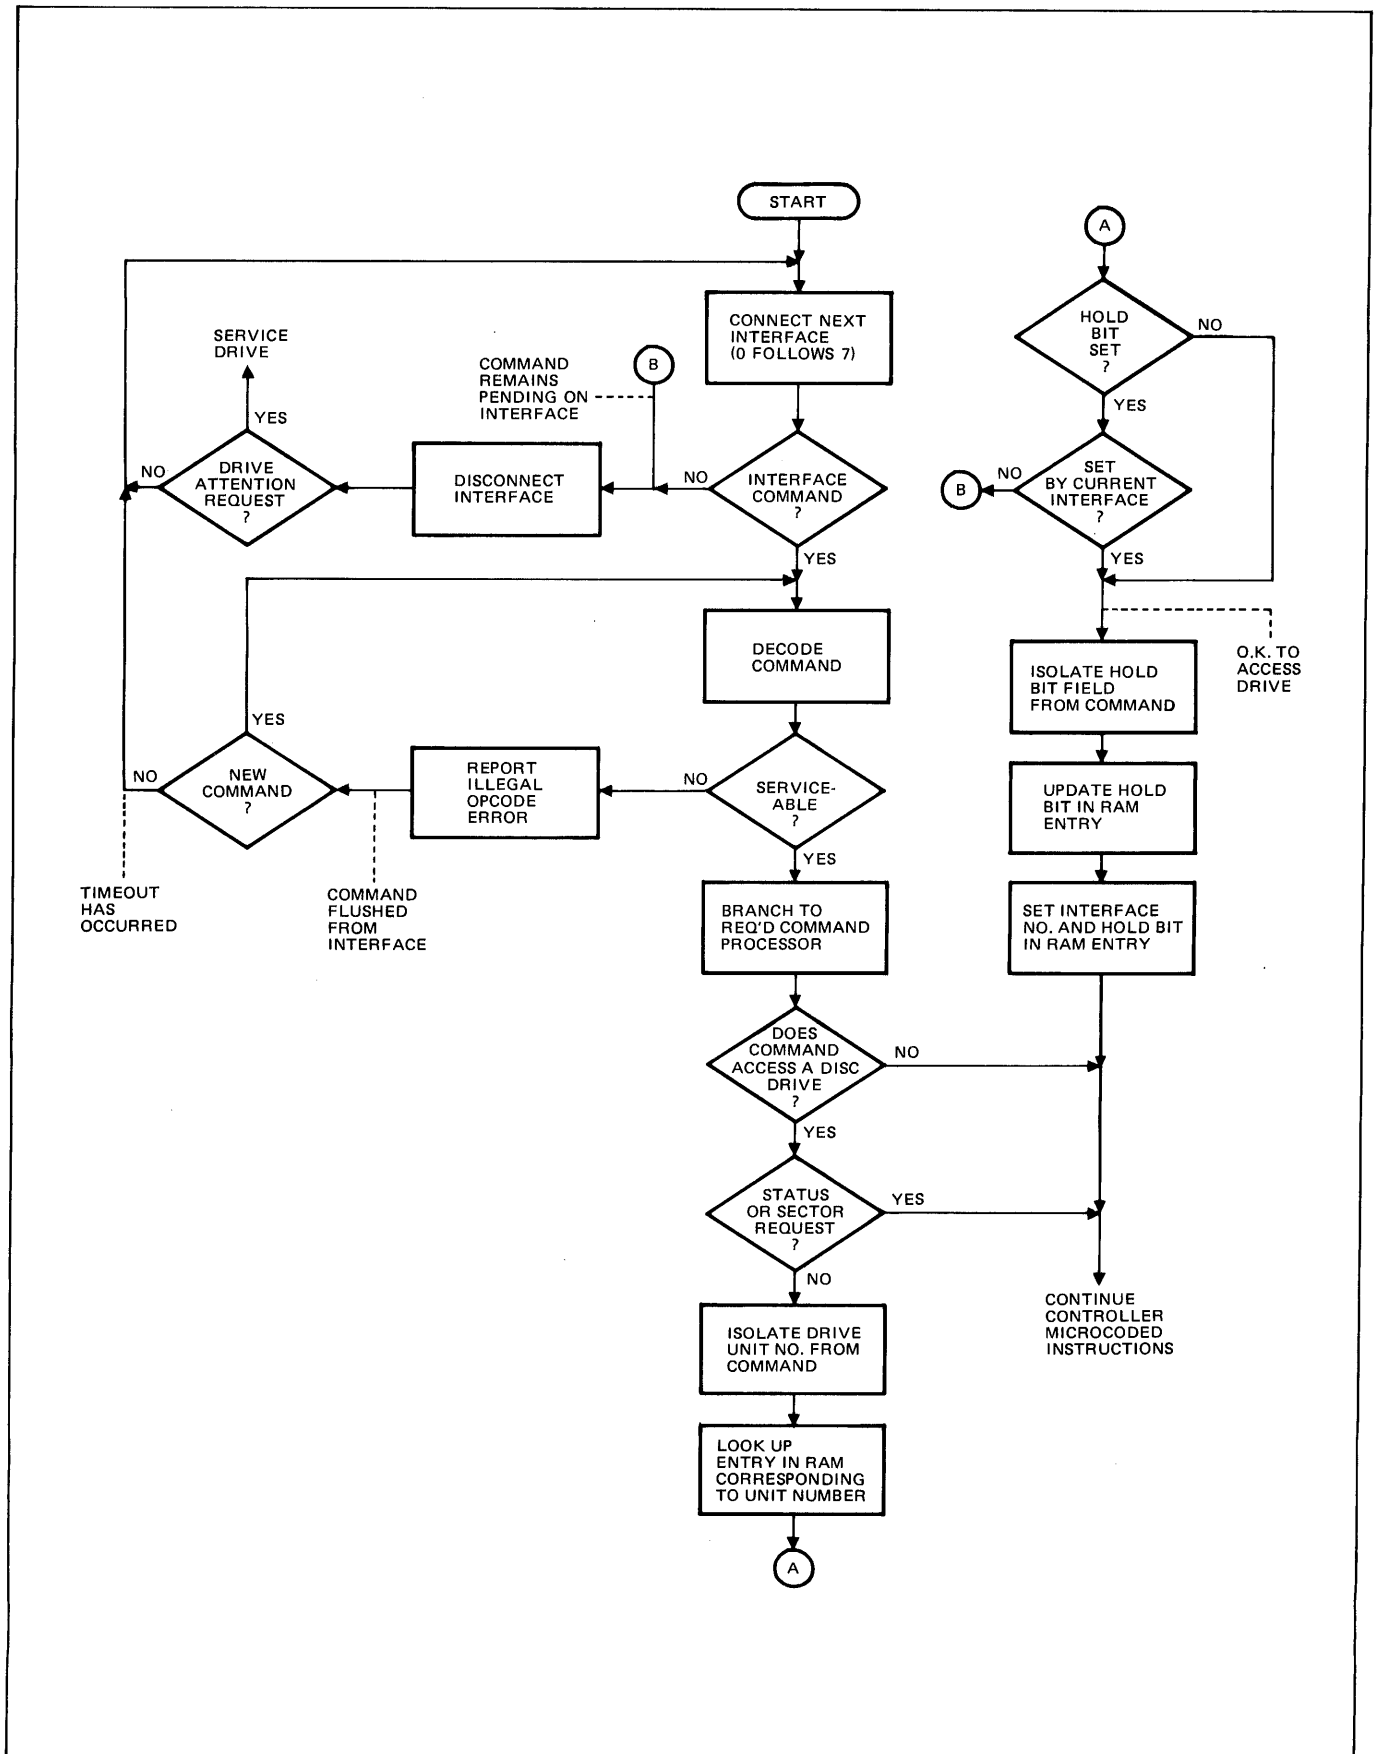 START
A
CONNECT NEXT
INTERFACE
(0 FOLLOWS 7)
HOLD
BIT
SET
?
NO
YES
SERVICE
DRIVE
YES
COMMAND
REMAINS
PENDING ON
INTERFACE
B
DRIVE
ATTENTION
REQUEST
?
NO
DISCONNECT
INTERFACE
NO
INTERFACE
COMMAND
?
YES
B
NO
SET
BY CURRENT
INTERFACE
?
YES
DECODE
COMMAND
O.K. TO
ACCESS
DRIVE
ISOLATE HOLD
BIT FIELD
FROM COMMAND
YES
NO
NEW
COMMAND
?
REPORT
ILLEGAL
OPCODE
ERROR
NO
SERVICE-
ABLE
?
YES
UPDATE HOLD
BIT IN RAM
ENTRY
TIMEOUT
HAS
OCCURRED
COMMAND
FLUSHED
FROM
INTERFACE
BRANCH TO
REQ'D COMMAND
PROCESSOR
SET INTERFACE
NO. AND HOLD BIT
IN RAM ENTRY
DOES
COMMAND
ACCESS A DISC
DRIVE
?
NO
YES
STATUS
OR SECTOR
REQUEST
?
YES
NO
CONTINUE
CONTROLLER
MICROCODED
INSTRUCTIONS
ISOLATE DRIVE
UNIT NO. FROM
COMMAND
LOOK UP
ENTRY IN RAM
CORRESPONDING
TO UNIT NUMBER
A